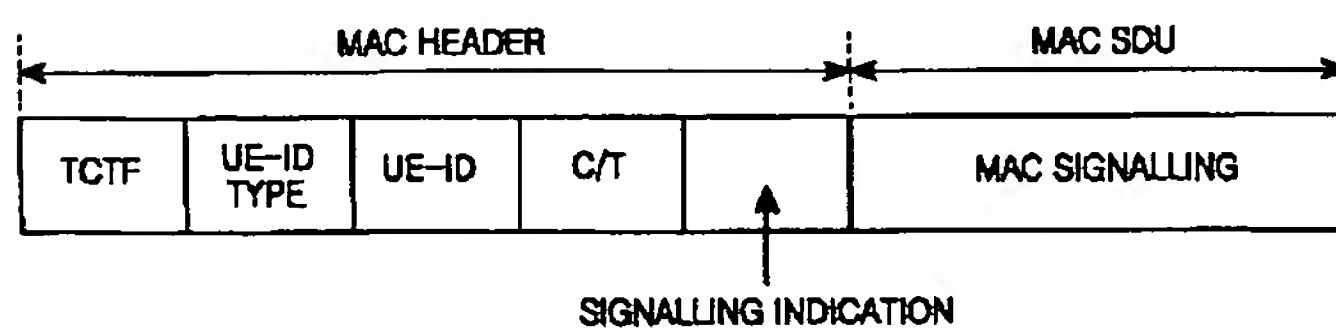 MAC HEADER
MAC SDU
TCTF
UE-ID
TYPE
UE-ID
C/T
MAC SIGNALLING
SIGNALLING INDICATION